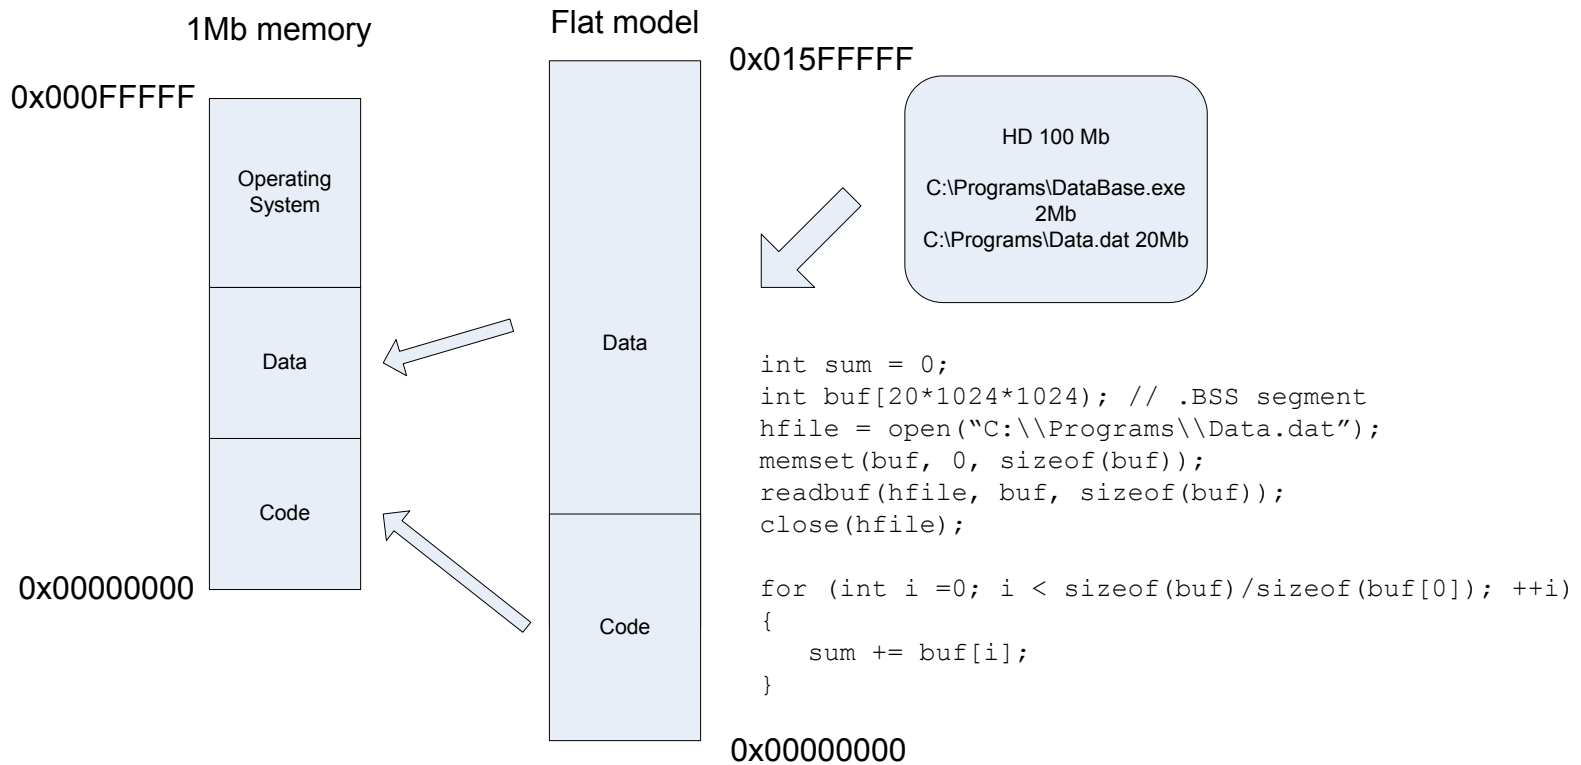 1Mb memory
Flat model
0x000FFFFF
Operating
System
Data
Code
0x00000000
0x015FFFFF
Data
Code
0x00000000
HD 100 Mb
C:\Programs\DataBase.exe
2Mb
C:\Programs\Data.dat 20Mb
int sum = 0;
int buf[20*1024*1024); // .BSS segment
hfile = open(“C:\\Programs\\Data.dat”);
memset(buf, 0, sizeof(buf));
readbuf(hfile, buf, sizeof(buf));
close(hfile);
for (int i =0; i < sizeof(buf)/sizeof(buf[0]); ++i)
{
sum += buf[i];
}